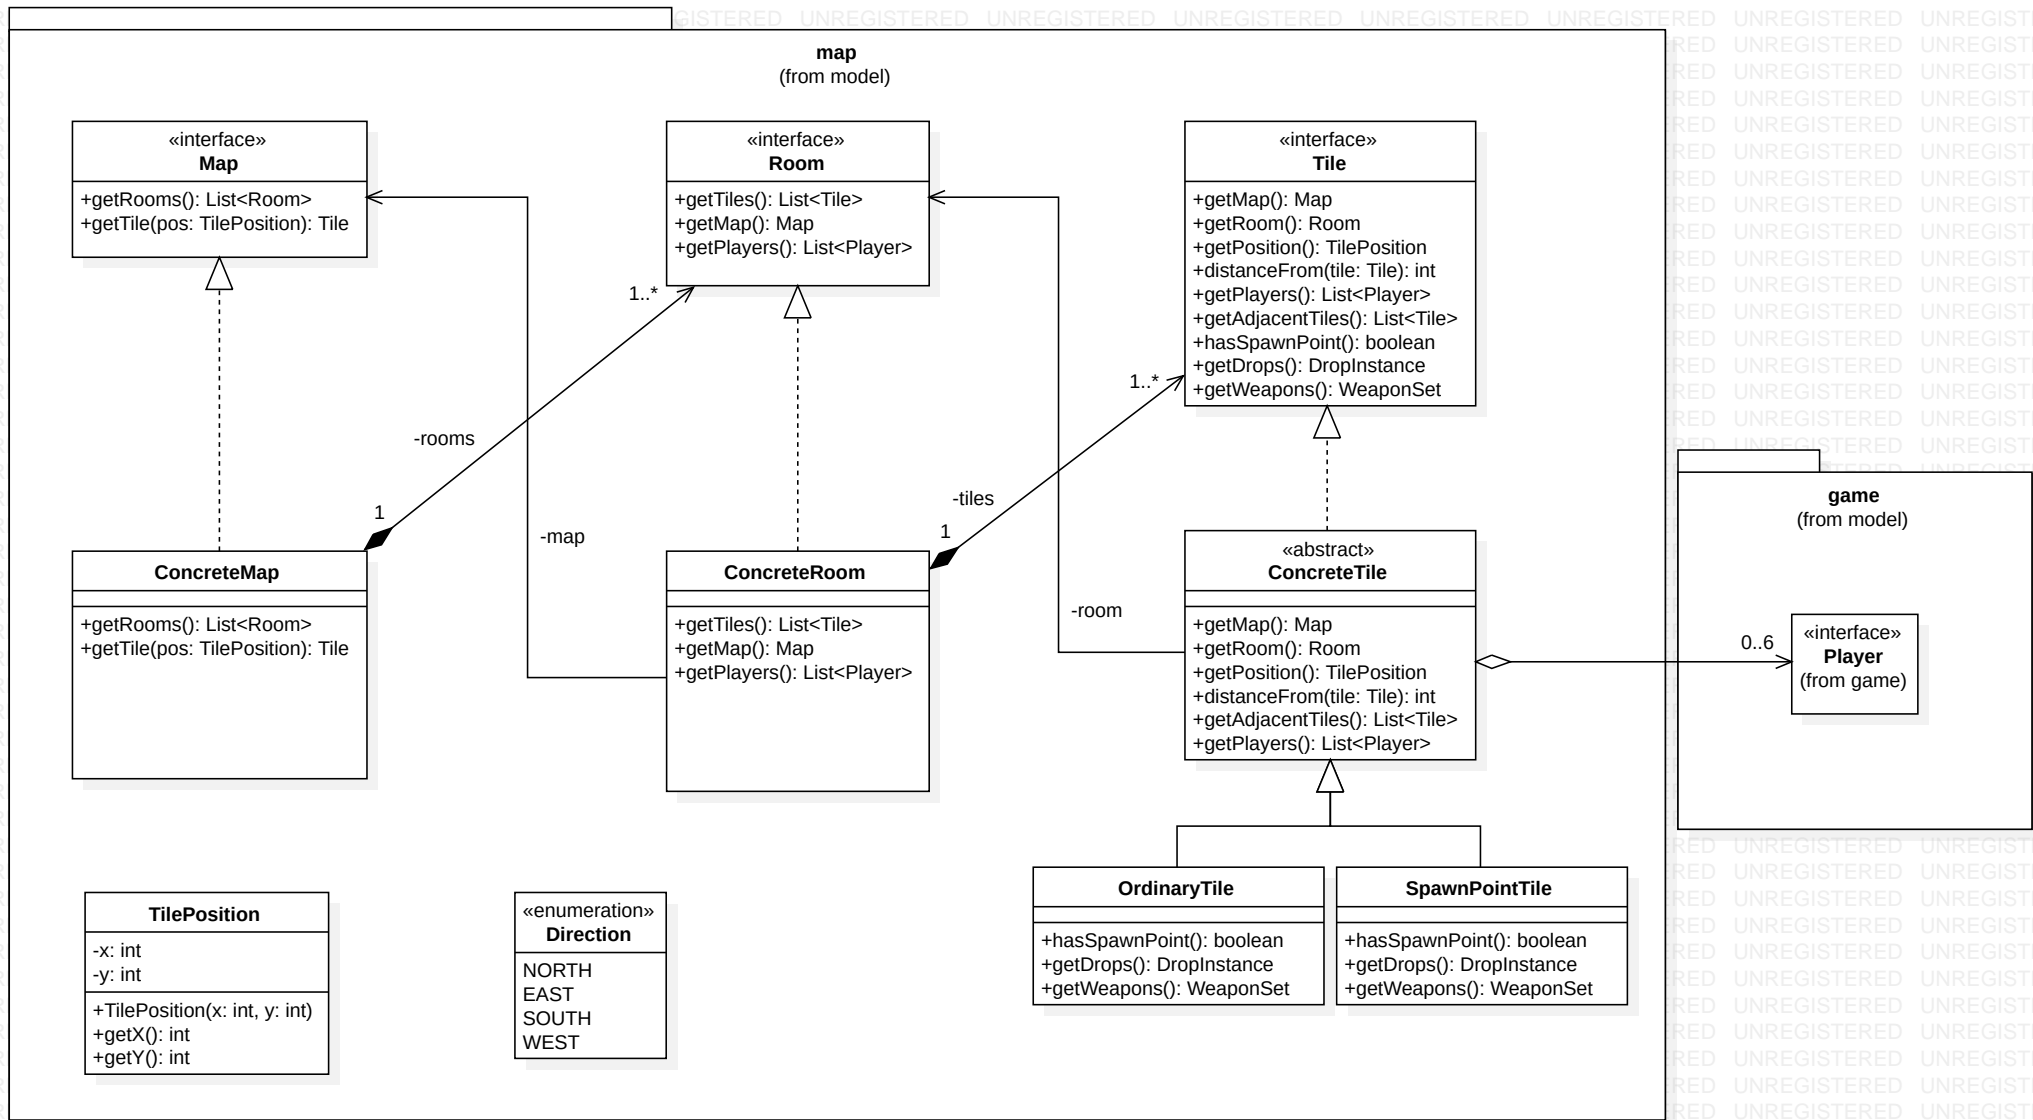 map
(from model)
«interface»
Map
+getRooms(): List<Room>
+getTile(pos: TilePosition): Tile
«interface»
Room
+getTiles(): List<Tile>
+getMap(): Map
+getPlayers(): List<Player>
«interface»
Tile
+getMap(): Map
+getRoom(): Room
+getPosition(): TilePosition
+distanceFrom(tile: Tile): int
+getPlayers(): List<Player>
+getAdjacentTiles(): List<Tile>
+hasSpawnPoint(): boolean
+getDrops(): DropInstance
+getWeapons(): WeaponSet
1..*
-rooms
1
-map
1..*
-tiles
1
-room
ConcreteMap
+getRooms(): List<Room>
+getTile(pos: TilePosition): Tile
ConcreteRoom
+getTiles(): List<Tile>
+getMap(): Map
+getPlayers(): List<Player>
«abstract»
ConcreteTile
+getMap(): Map
+getRoom(): Room
+getPosition(): TilePosition
+distanceFrom(tile: Tile): int
+getAdjacentTiles(): List<Tile>
+getPlayers(): List<Player>
game
(from model)
0..6
«interface»
Player
(from game)
TilePosition
-x: int
-y: int
+TilePosition(x: int, y: int)
+getX(): int
+getY(): int
«enumeration»
Direction
NORTH
EAST
SOUTH
WEST
OrdinaryTile
+hasSpawnPoint(): boolean
+getDrops(): DropInstance
+getWeapons(): WeaponSet
SpawnPointTile
+hasSpawnPoint(): boolean
+getDrops(): DropInstance
+getWeapons(): WeaponSet
UNREGISTERED UNREGISTERED UNREGISTERED UNREGISTERED UNREGISTERED UNREGISTERED